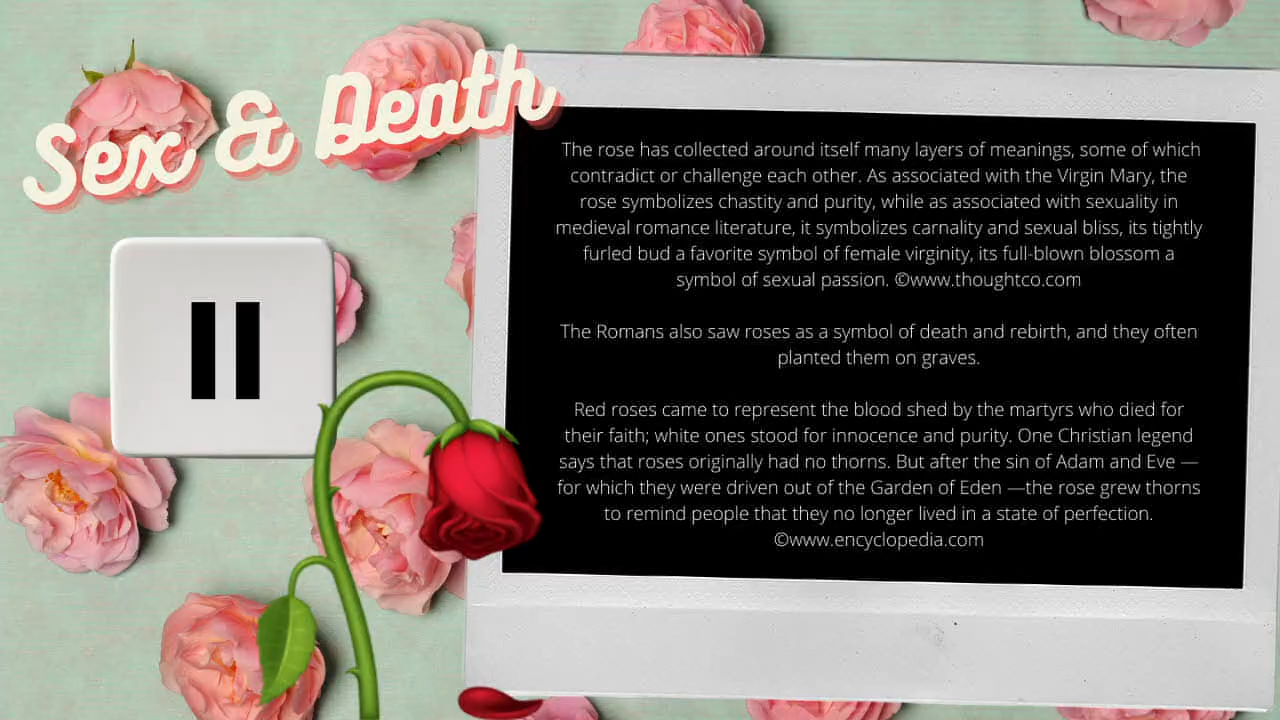 Sex & Death
The rose has collected around itself many layers of meanings, some of which
contradict or challenge each other. As associated with the Virgin Mary, the
rose symbolizes chastity and purity, while as associated with sexuality in
medieval romance literature, it symbolizes carnality and sexual bliss, its tightly
furled bud a favorite symbol of female virginity, its full-blown blossom a
symbol of sexual passion. ©www.thoughtco.com
The Romans also saw roses as a symbol of death and rebirth, and they often
planted them on graves.
Red roses came to represent the blood shed by the martyrs who died for
their faith; white ones stood for innocence and purity. One Christian legend
says that roses originally had no thorns. But after the sin of Adam and Eve —
for which they were driven out of the Garden of Eden —the rose grew thorns
to remind people that they no longer lived in a state of perfection.
©www.encyclopedia.com